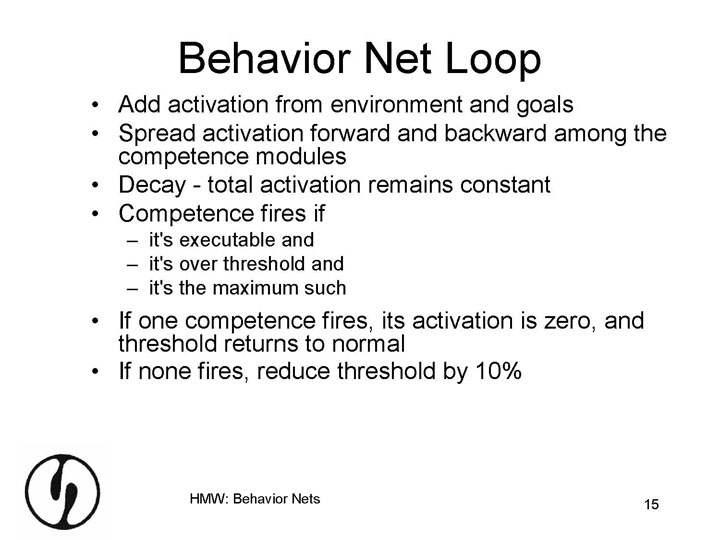 Behavior Net Loop
• Add activation from environment and goals
• Spread activation forward and backward among the
competence modules
• Decay - total activation remains constant
• Competence fires if
– it's executable and
– it's over threshold and
– it's the maximum such
• If one competence fires, its activation is zero, and
threshold returns to normal
• If none fires, reduce threshold by 10%
HMW: Behavior Nets
15